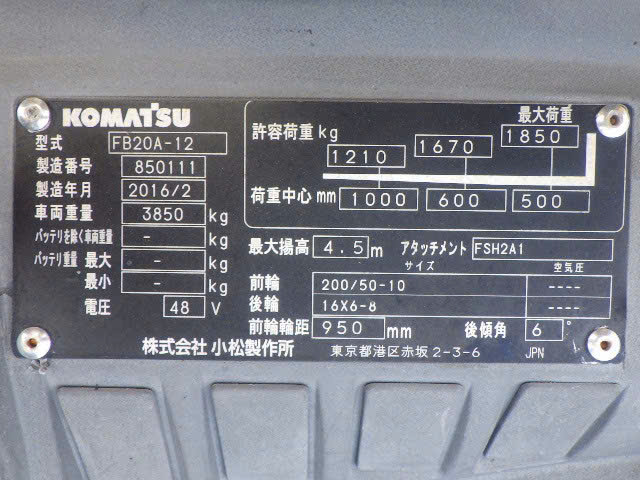 KOMATSU
型式 FB20A-12
製造番号 850111
製造年月 2016/2
車両重量 3850 kg
バッテリを除く車両重量 - kg
バッテリ重量 最大 - kg
最小 - kg
電圧 48 V
株式会社 小松製作所
最大荷重
許容荷重 kg 1210 1670 1850
荷重中心 mm 1000 600 500
最大揚高 4.5 m アタッチメント FSH2A1
サイズ 空気圧
前輪 200/50-10 ----
後輪 16X6-8 ----
前輪輪距 950 mm 後傾角 6 °
東京都港区赤坂 2-3-6 JPN